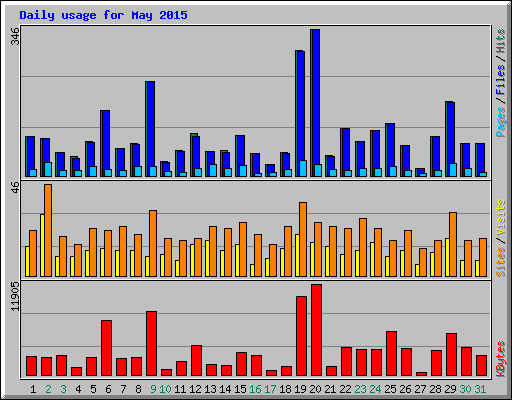 Daily usage for May 2015
346
Pages / Files / Hits
46
Sites / Visits
11905
KBytes
1 2 3 4 5 6 7 8 9 10 11 12 13 14 15 16 17 18 19 20 21 22 23 24 25 26 27 28 29 30 31